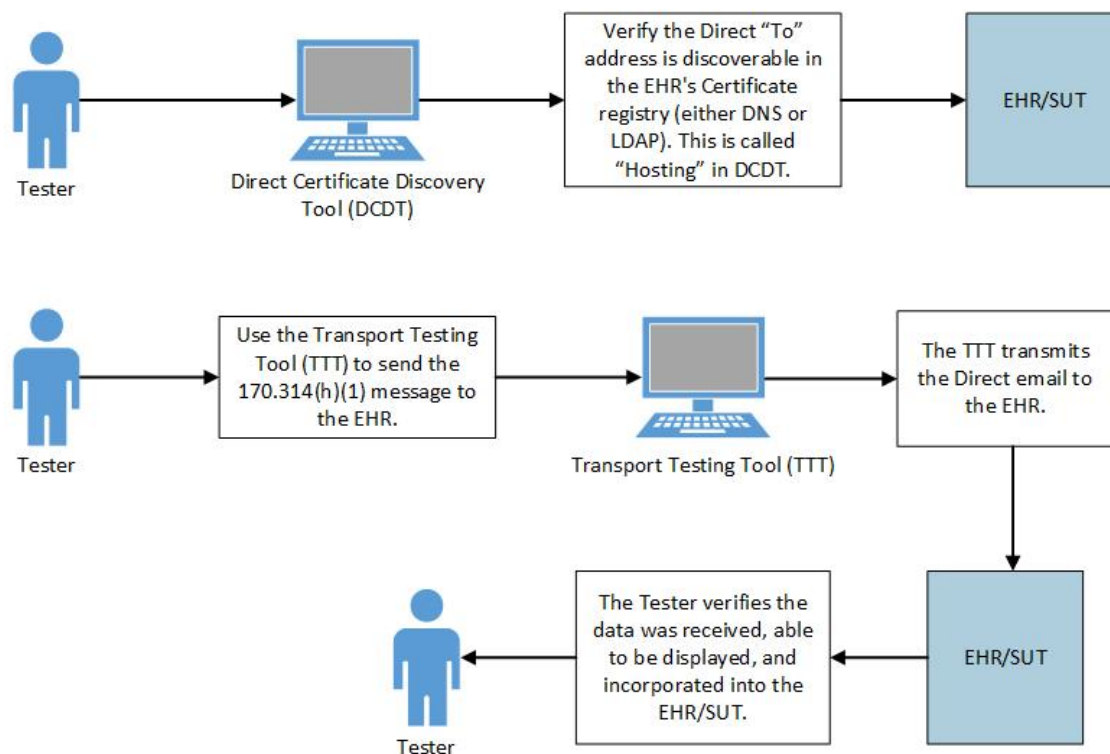 Tester
Direct Certificate Discovery
Tool (DCDT)
Verify the Direct “To”
address is discoverable in
the EHR's Certificate
registry (either DNS or
LDAP). This is called
“Hosting” in DCDT.
EHR/SUT
Tester
Use the Transport Testing
Tool (TTT) to send the
170.314(h)(1) message to
the EHR.
Transport Testing Tool (TTT)
The TTT transmits
the Direct email to
the EHR.
EHR/SUT
The Tester verifies the
data was received, able
to be displayed, and
incorporated into the
EHR/SUT.
Tester